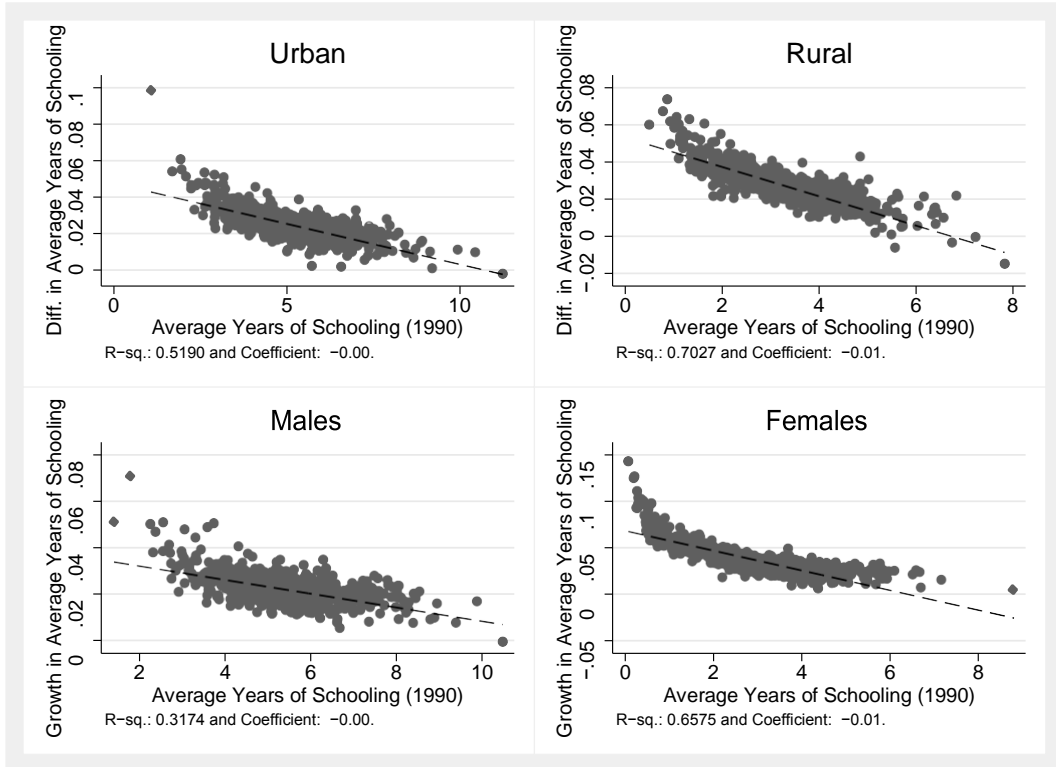 Urban
Diff. in Average Years of Schooling
.1
.08
.06
.04
.02
0
0 5 10
Average Years of Schooling (1990)
R−sq.: 0.5190 and Coefficient: −0.00.
Rural
Diff. in Average Years of Schooling
.08
.06
.04
.02
0
−.02
0 2 4 6 8
Average Years of Schooling (1990)
R−sq.: 0.7027 and Coefficient: −0.01.
Males
Growth in Average Years of Schooling
.08
.06
.04
.02
0
2 4 6 8 10
Average Years of Schooling (1990)
R−sq.: 0.3174 and Coefficient: −0.00.
Females
Growth in Average Years of Schooling
.15
.1
.05
0
−.05
0 2 4 6 8
Average Years of Schooling (1990)
R−sq.: 0.6575 and Coefficient: −0.01.